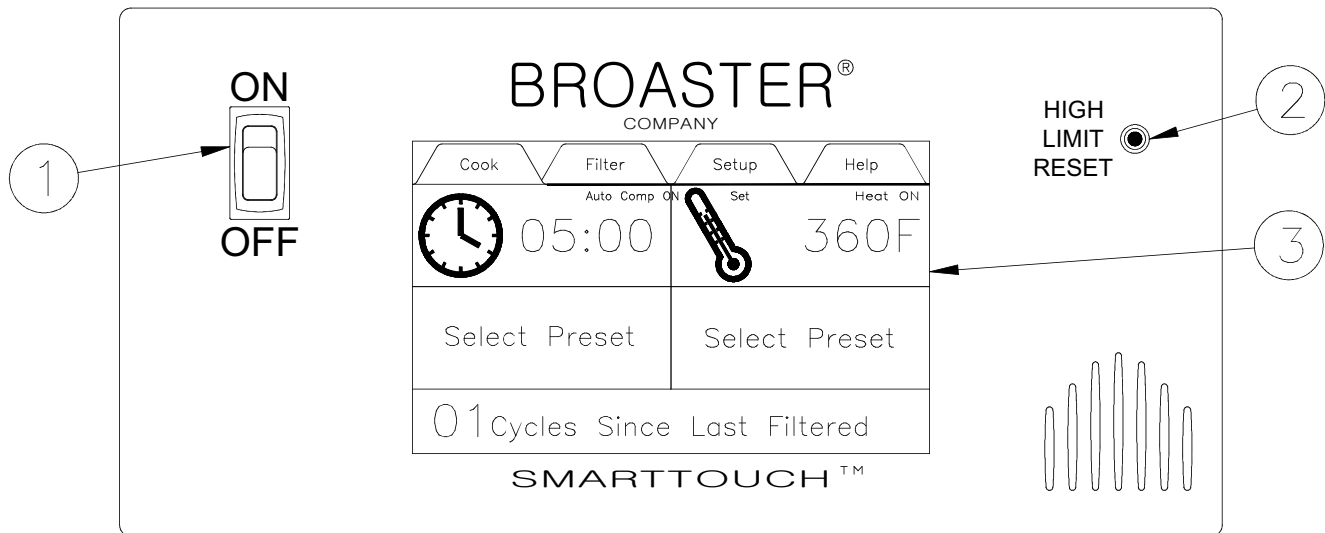 BROASTER®
COMPANY
ON
OFF
1
HIGH
LIMIT
RESET
2
Cook Filter Setup Help
Auto Comp ON Set Heat ON
05:00 360F
3
Select Preset Select Preset
01 Cycles Since Last Filtered
SMARTTOUCH™